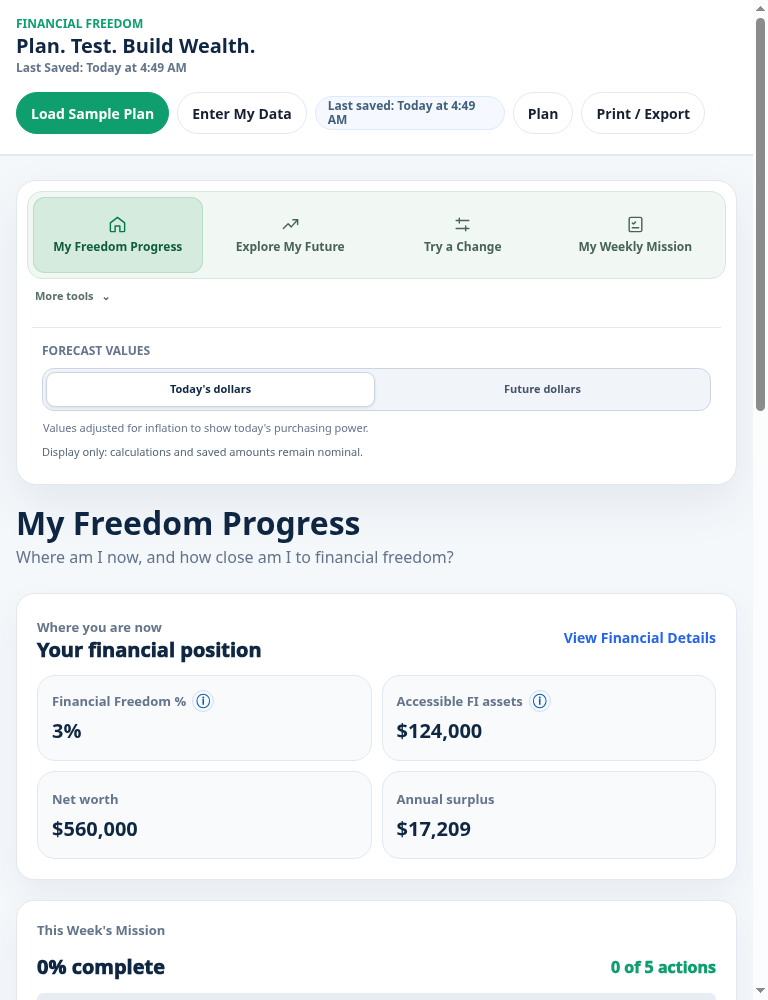 FINANCIAL FREEDOM
Plan. Test. Build Wealth.
Last Saved: Today at 4:49 AM
Load Sample Plan
Enter My Data
Last saved: Today at 4:49
AM
Plan
Print / Export
My Freedom Progress
Explore My Future
Try a Change
My Weekly Mission
More tools
FORECAST VALUES
Today's dollars
Future dollars
Values adjusted for inflation to show today's purchasing power.
Display only: calculations and saved amounts remain nominal.
My Freedom Progress
Where am I now, and how close am I to financial freedom?
Where you are now
Your financial position
View Financial Details
Financial Freedom % ⓘ
3%
Accessible FI assets ⓘ
$124,000
Net worth
$560,000
Annual surplus
$17,209
This Week's Mission
0% complete
0 of 5 actions